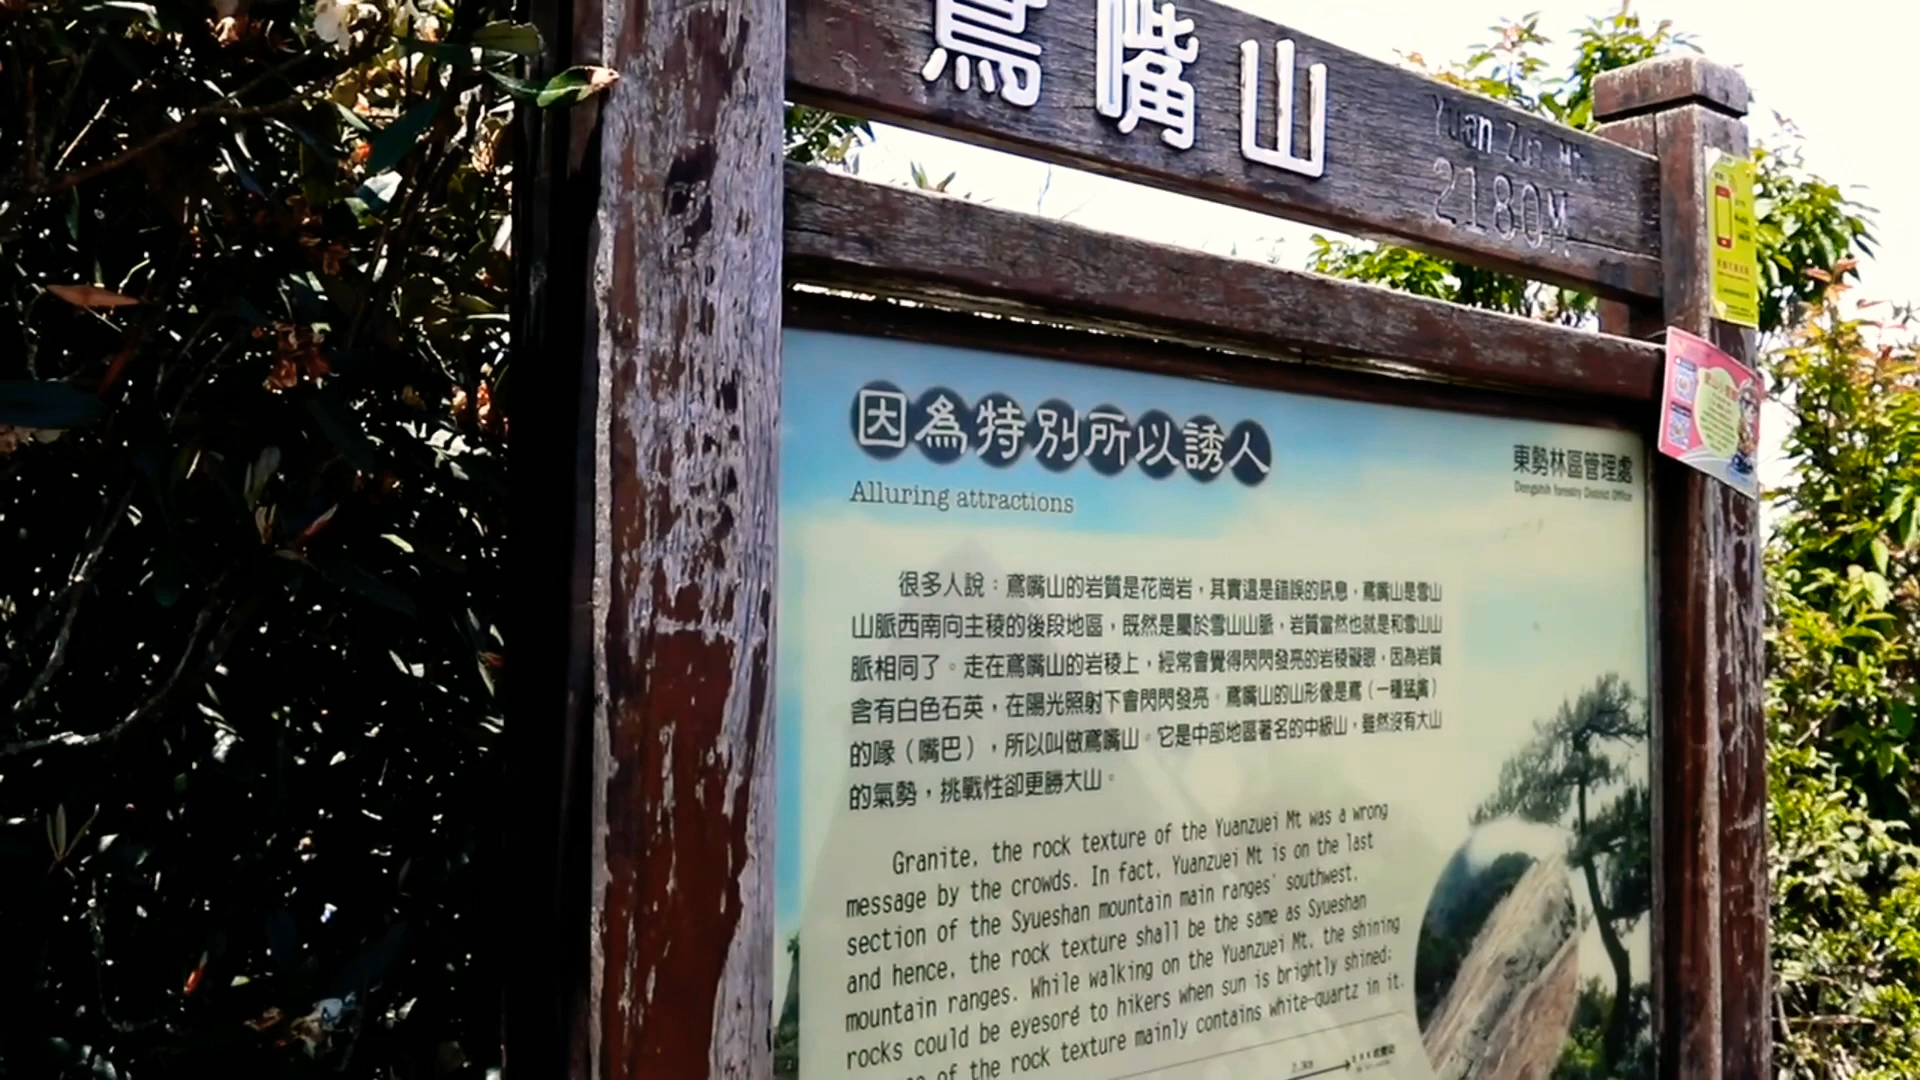 鳶嘴山
Yuan Zui Mt.
2180M
因為特別所以誘人
Alluring attractions
東勢林區管理處
Dongshih Forestry District Office
很多人說：鳶嘴山的岩質是花崗岩，其實這是錯誤的訊息，鳶嘴山是雪山
山脈西南向主稜的後段地區，既然是屬於雪山山脈，岩質當然也就是和雪山山
脈相同了。走在鳶嘴山的岩稜上，經常會覺得閃閃發亮的岩稜礙眼，因為岩質
含有白色石英，在陽光照射下會閃閃發亮。鳶嘴山的山形像是鳶（一種猛禽）
的喙（嘴巴），所以叫做鳶嘴山。它是中部地區著名的中級山，雖然沒有大山
的氣勢，挑戰性卻更勝大山。
Granite, the rock texture of the Yuanzuei Mt was a wrong
message by the crowds. In fact, Yuanzuei Mt is on the last
section of the Syueshan mountain main ranges' southwest,
and hence, the rock texture shall be the same as Syueshan
mountain ranges. While walking on the Yuanzuei Mt, the shining
rocks could be eyesore to hikers when sun is brightly shined;
of the rock texture mainly contains white-quartz in it.